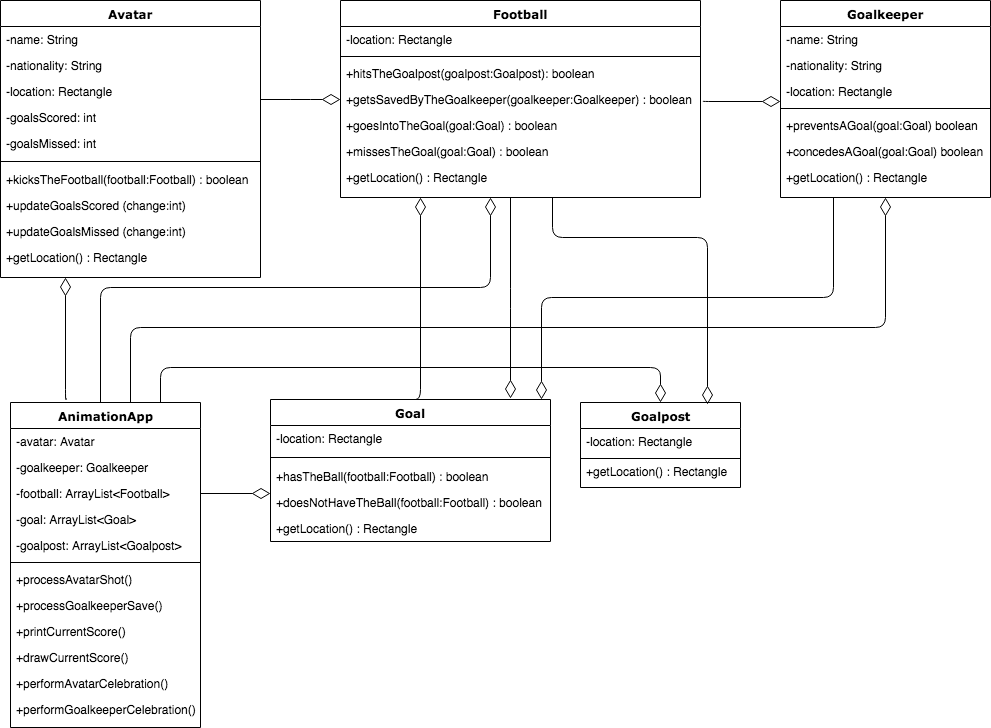 Avatar
-name: String
-nationality: String
-location: Rectangle
-goalsScored: int
-goalsMissed: int
+kicksTheFootball(football:Football) : boolean
+updateGoalsScored (change:int)
+updateGoalsMissed (change:int)
+getLocation() : Rectangle
Football
-location: Rectangle
+hitsTheGoalpost(goalpost:Goalpost): boolean
+getsSavedByTheGoalkeeper(goalkeeper:Goalkeeper) : boolean
+goesIntoTheGoal(goal:Goal) : boolean
+missesTheGoal(goal:Goal) : boolean
+getLocation() : Rectangle
Goalkeeper
-name: String
-nationality: String
-location: Rectangle
+preventsAGoal(goal:Goal) boolean
+concedesAGoal(goal:Goal) boolean
+getLocation() : Rectangle
AnimationApp
-avatar: Avatar
-goalkeeper: Goalkeeper
-football: ArrayList<Football>
-goal: ArrayList<Goal>
-goalpost: ArrayList<Goalpost>
+processAvatarShot()
+processGoalkeeperSave()
+printCurrentScore()
+drawCurrentScore()
+performAvatarCelebration()
+performGoalkeeperCelebration()
Goal
-location: Rectangle
+hasTheBall(football:Football) : boolean
+doesNotHaveTheBall(football:Football) : boolean
+getLocation() : Rectangle
Goalpost
-location: Rectangle
+getLocation() : Rectangle